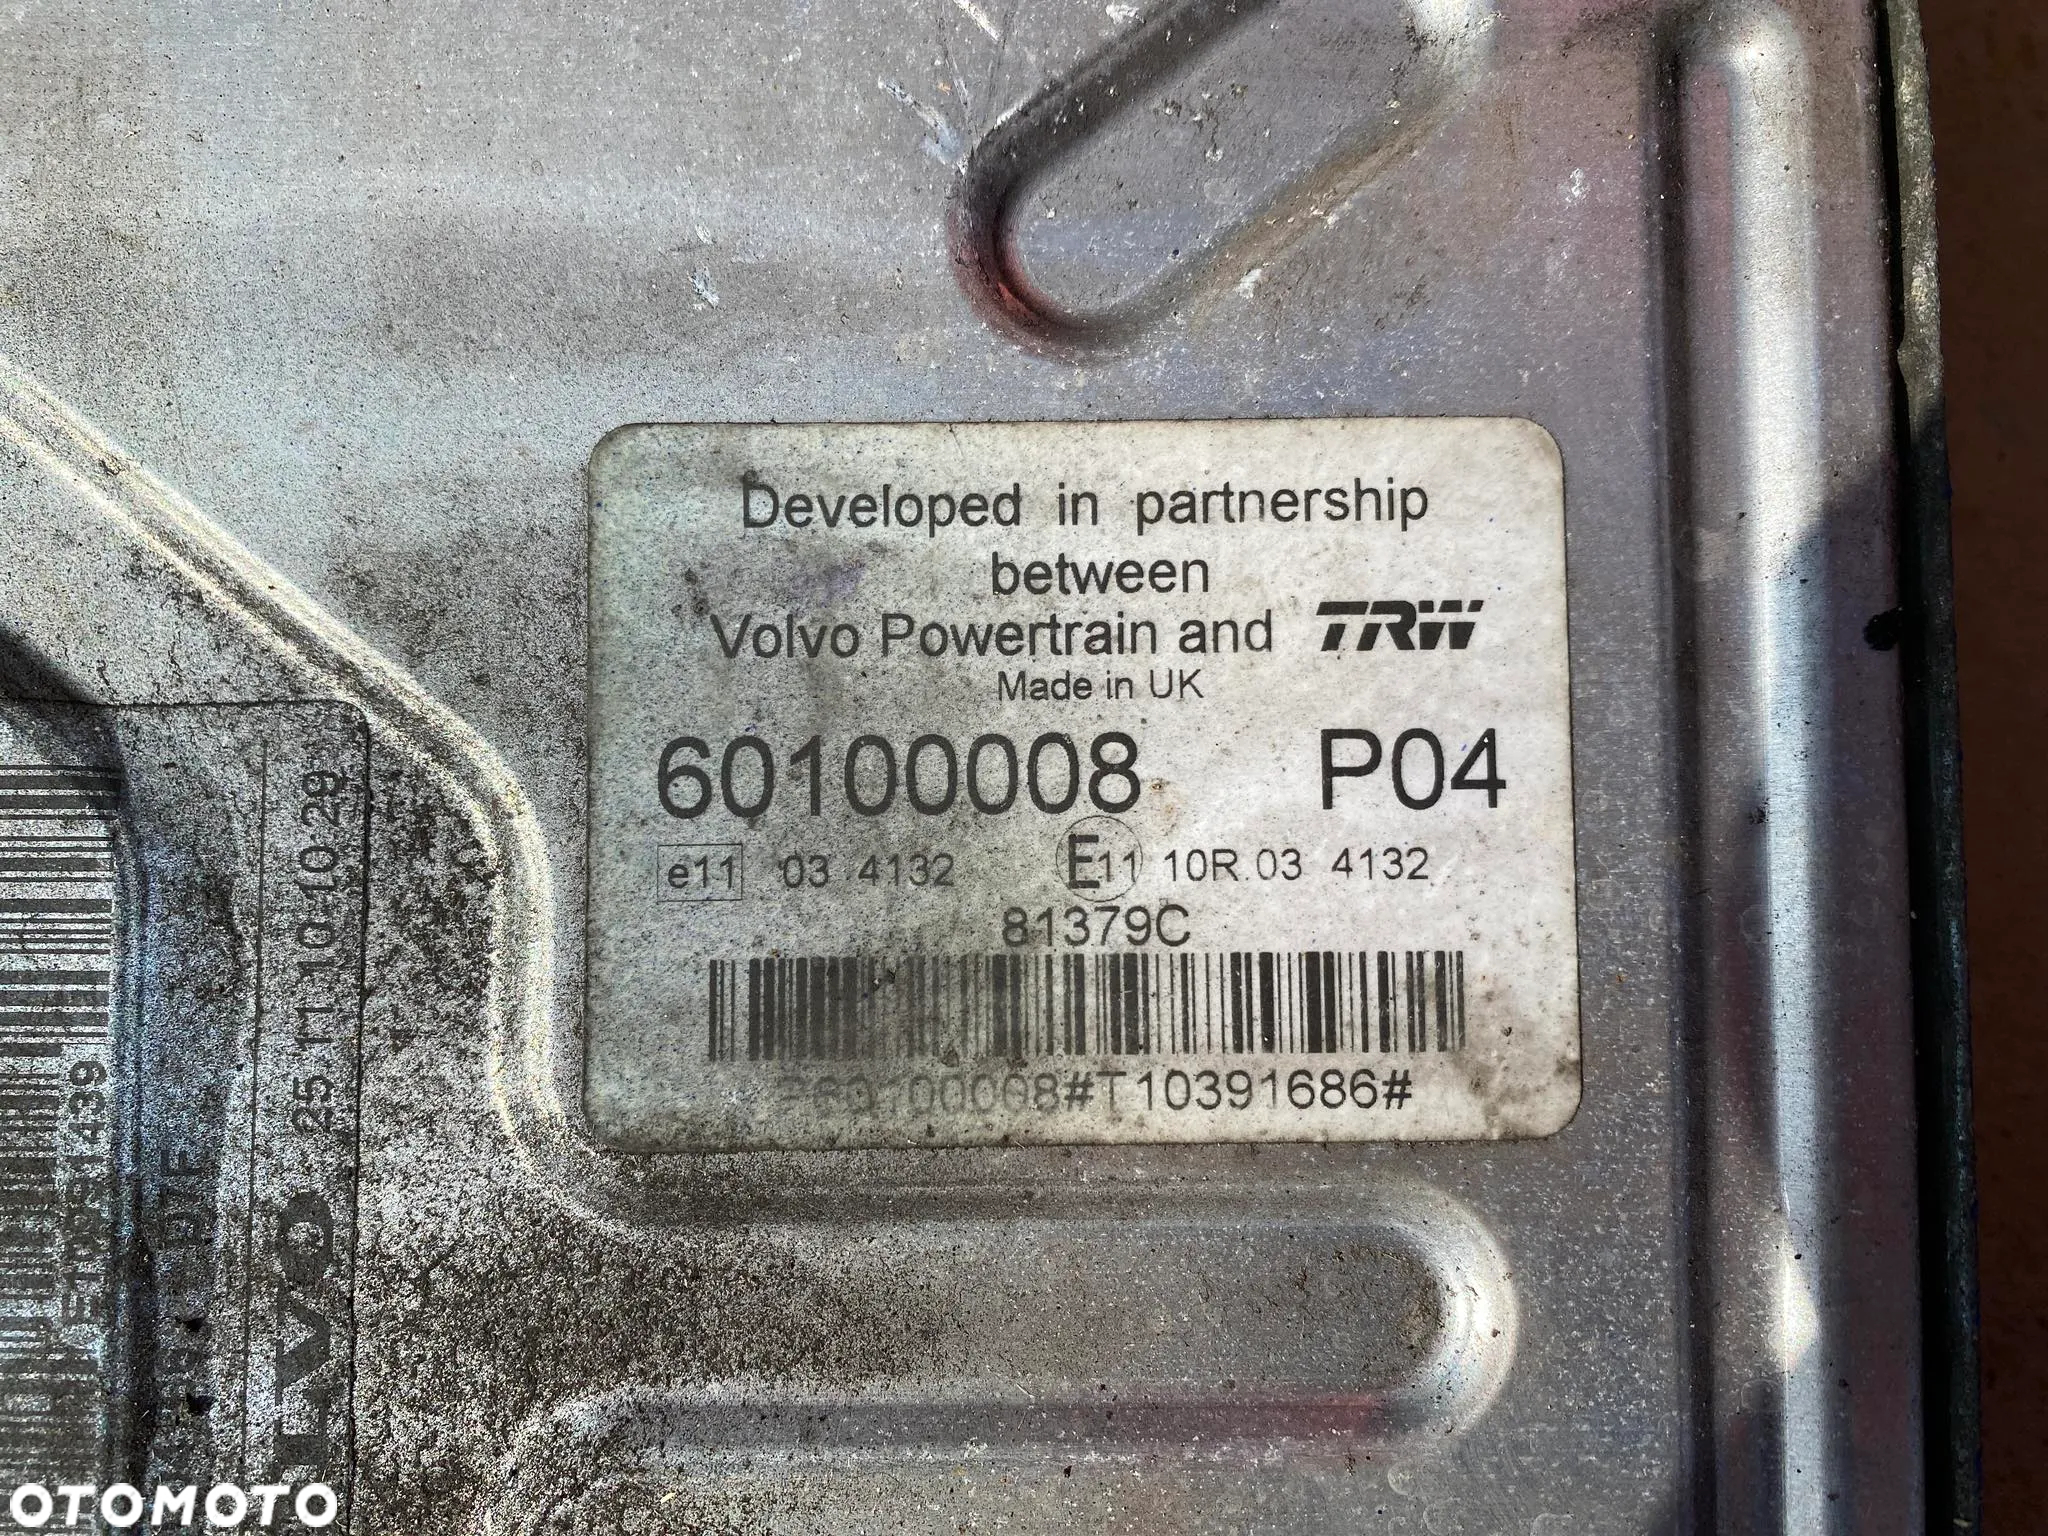 Developed in partnership
between
Volvo Powertrain and TRW
Made in UK
60100008 P04
e11 03 4132 E11 10R.03 4132
81379C
P60100008#T10391686#
25.11.10 10:29
OTOMOTO